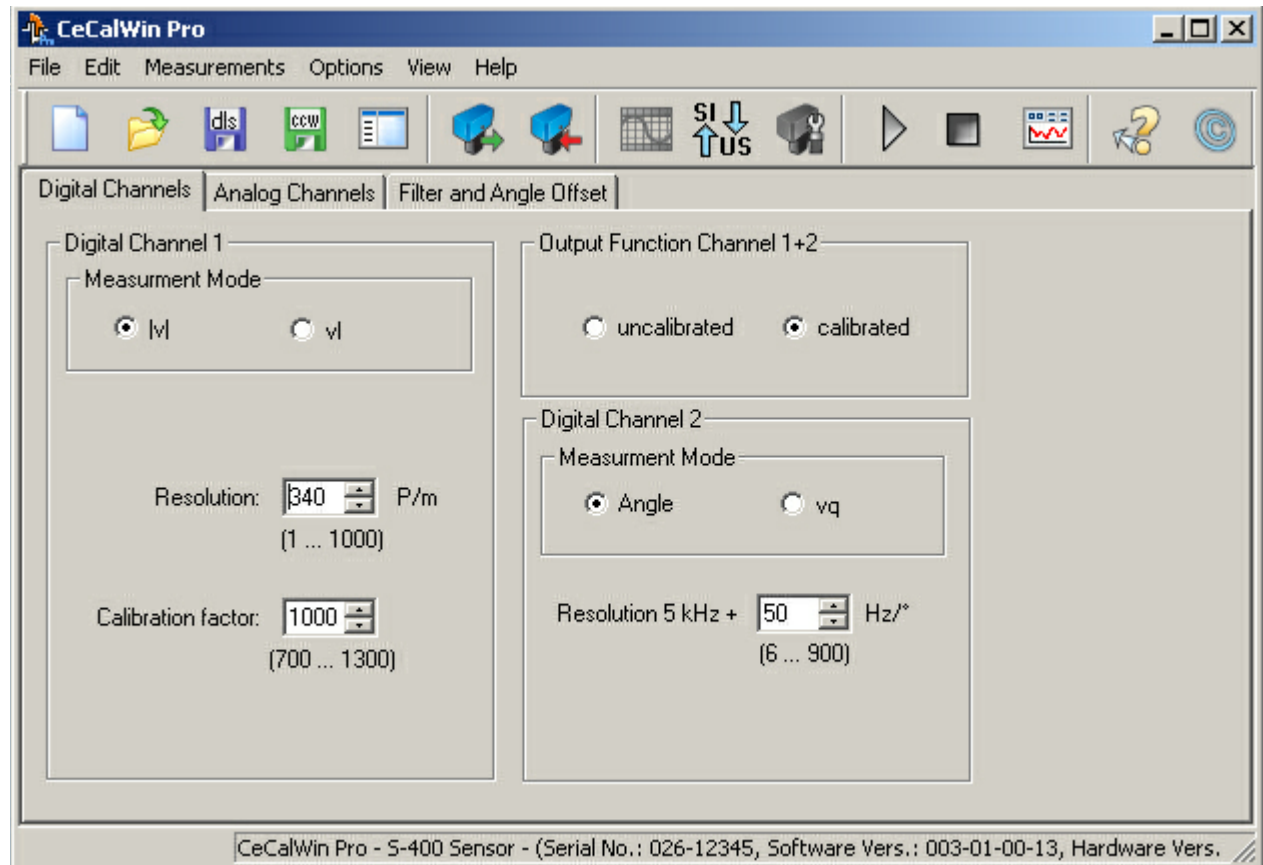 CeCalWin Pro
File Edit Measurements Options View Help
dls ccw SI US ©
Digital Channels Analog Channels Filter and Angle Offset
Digital Channel 1
Measurment Mode
|v| vl
Resolution: 340 P/m
(1 ... 1000)
Calibration factor: 1000
(700 ... 1300)
Output Function Channel 1+2
uncalibrated calibrated
Digital Channel 2
Measurment Mode
Angle vq
Resolution 5 kHz + 50 Hz/°
(6 ... 900)
CeCalWin Pro - S-400 Sensor - (Serial No.: 026-12345, Software Vers.: 003-01-00-13, Hardware Vers.